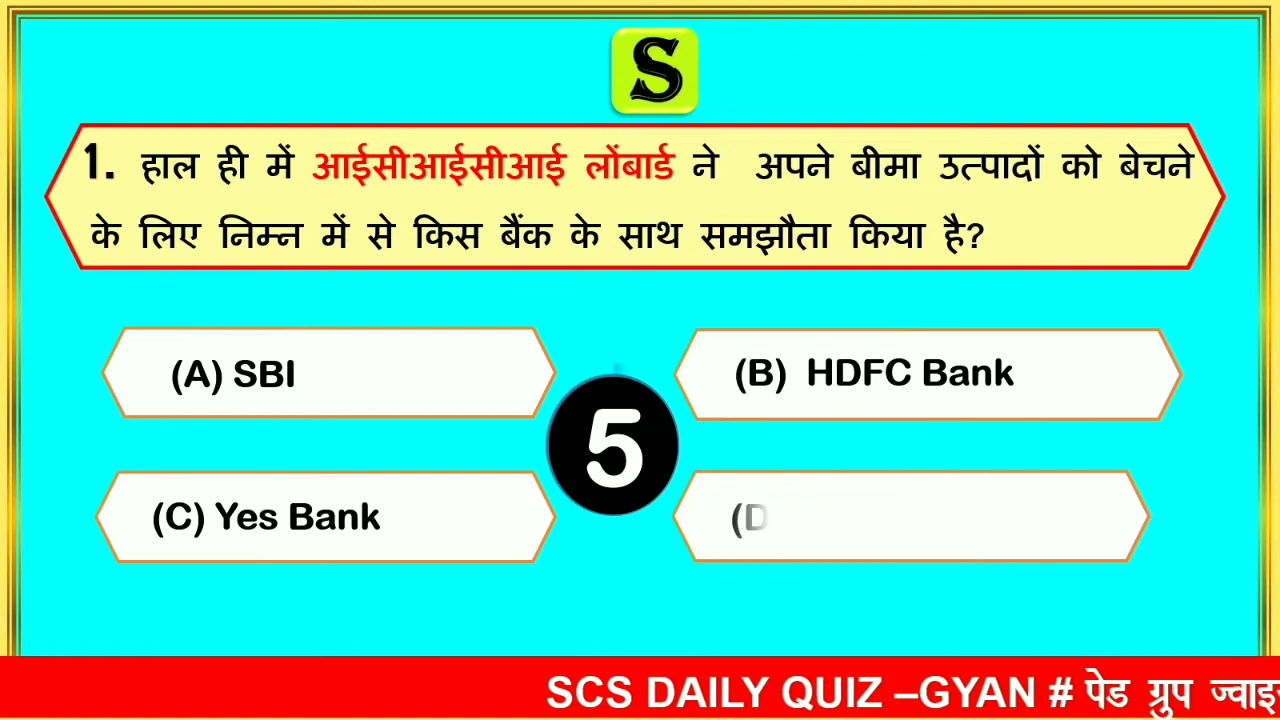 S
1. हाल ही में आईसीआईसीआई लोंबार्ड ने अपने बीमा उत्पादों को बेचने
के लिए निम्न में से किस बैंक के साथ समझौता किया है?
(A) SBI
(B) HDFC Bank
5
(C) Yes Bank
(D
SCS DAILY QUIZ –GYAN # पेड ग्रुप